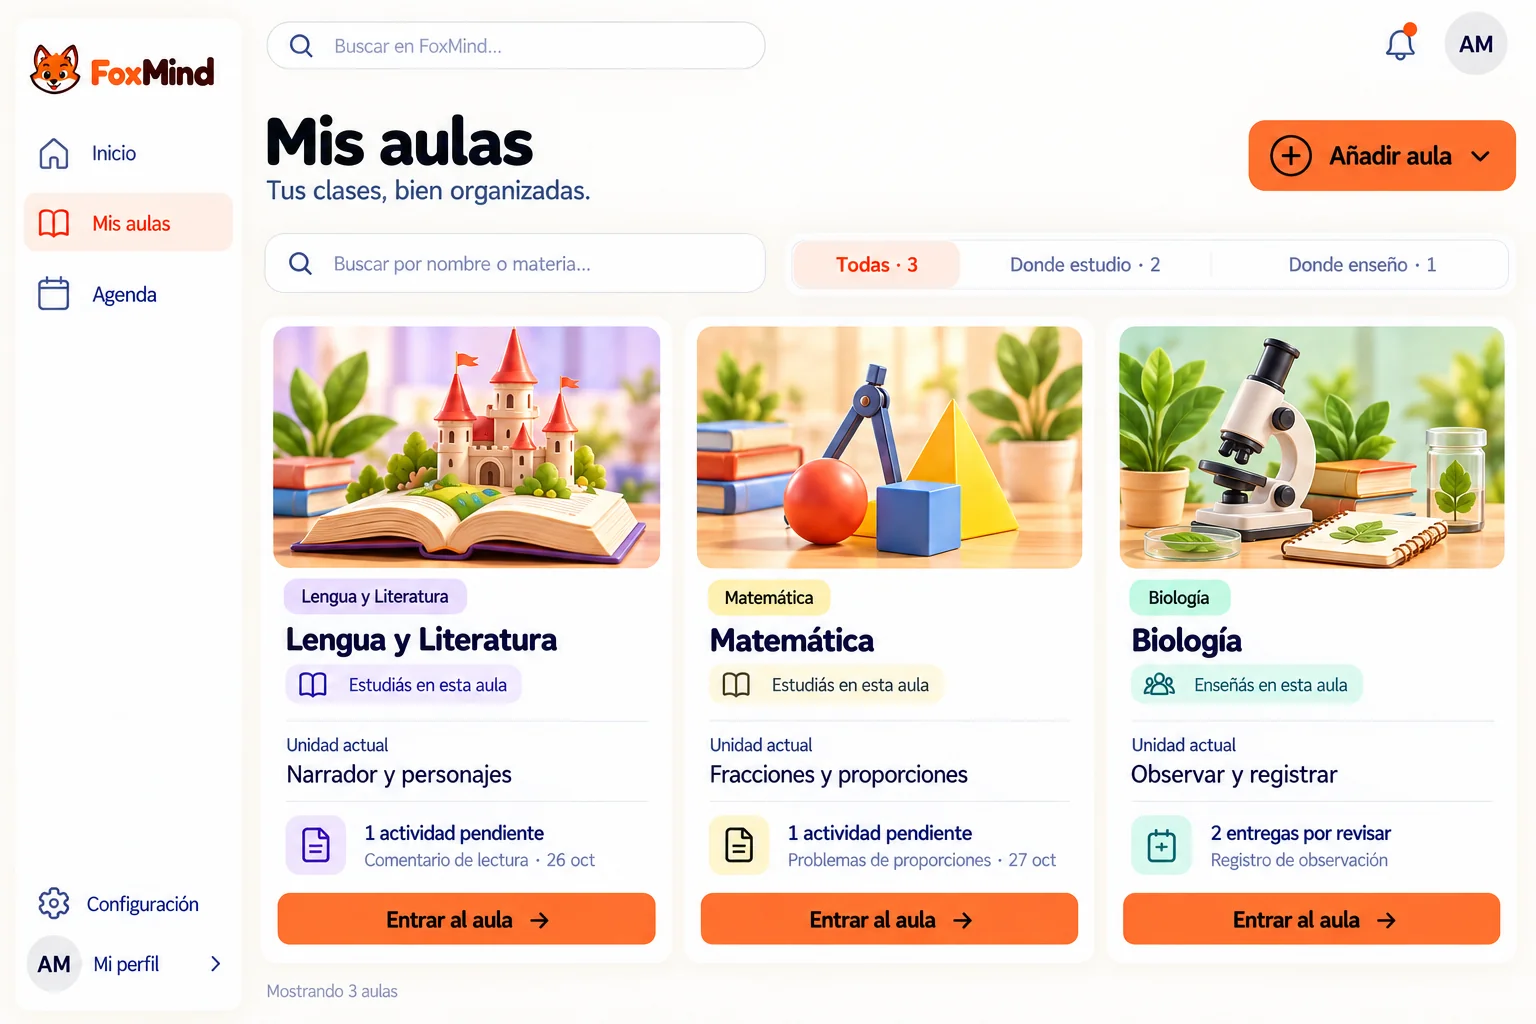 FoxMind
Inicio
Mis aulas
Agenda
Configuración
AM
Mi perfil
Buscar en FoxMind...
AM
Mis aulas
Tus clases, bien organizadas.
Añadir aula
Buscar por nombre o materia...
Todas · 3
Donde estudio · 2
Donde enseño · 1
Lengua y Literatura
Lengua y Literatura
Estudiás en esta aula
Unidad actual
Narrador y personajes
1 actividad pendiente
Comentario de lectura · 26 oct
Entrar al aula →
Matemática
Matemática
Estudiás en esta aula
Unidad actual
Fracciones y proporciones
1 actividad pendiente
Problemas de proporciones · 27 oct
Entrar al aula →
Biología
Biología
Enseñás en esta aula
Unidad actual
Observar y registrar
2 entregas por revisar
Registro de observación
Entrar al aula →
Mostrando 3 aulas